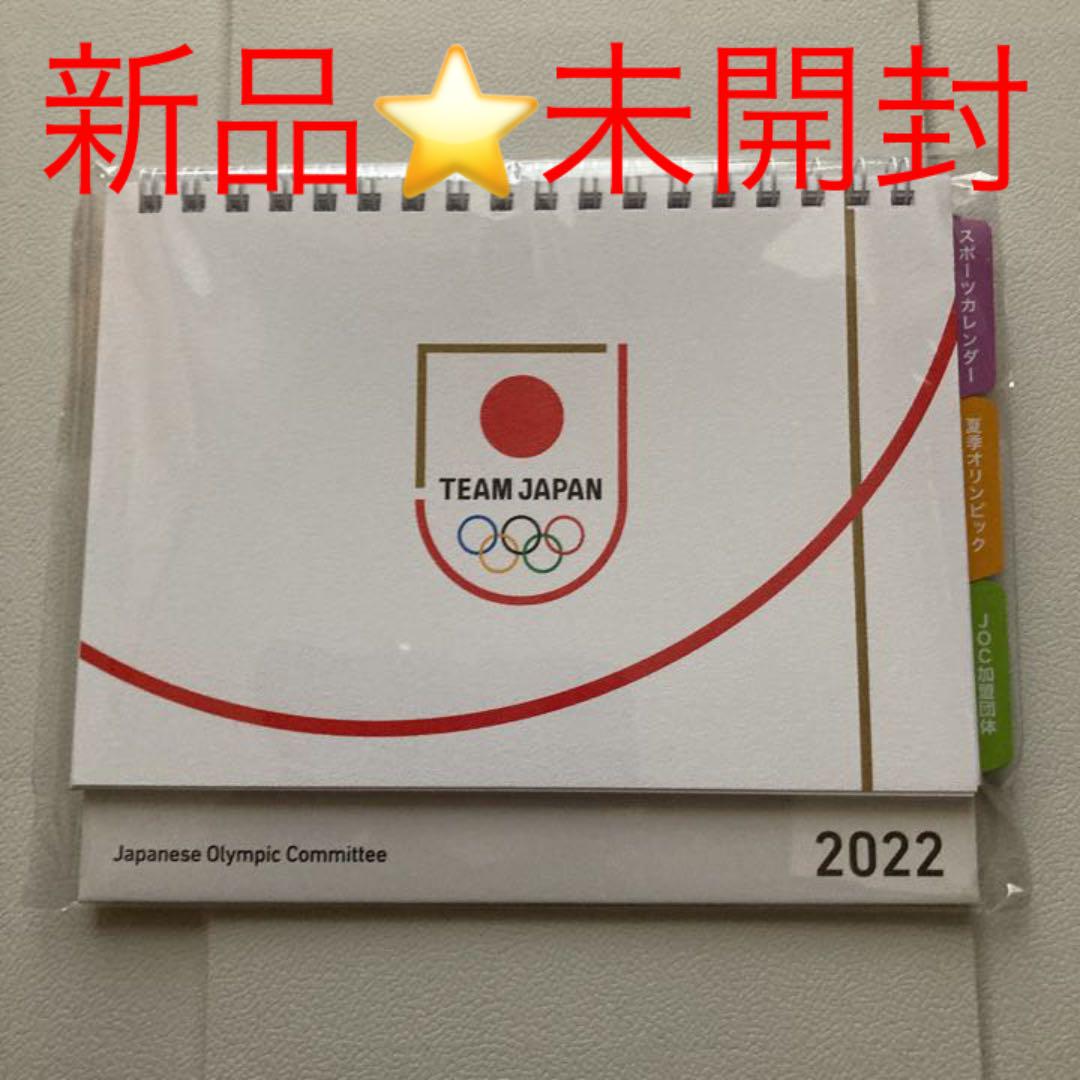 新品⭐未開封
スポーツカレンダー
夏季オリンピック
JOC加盟団体
TEAM JAPAN
Japanese Olympic Committee
2022